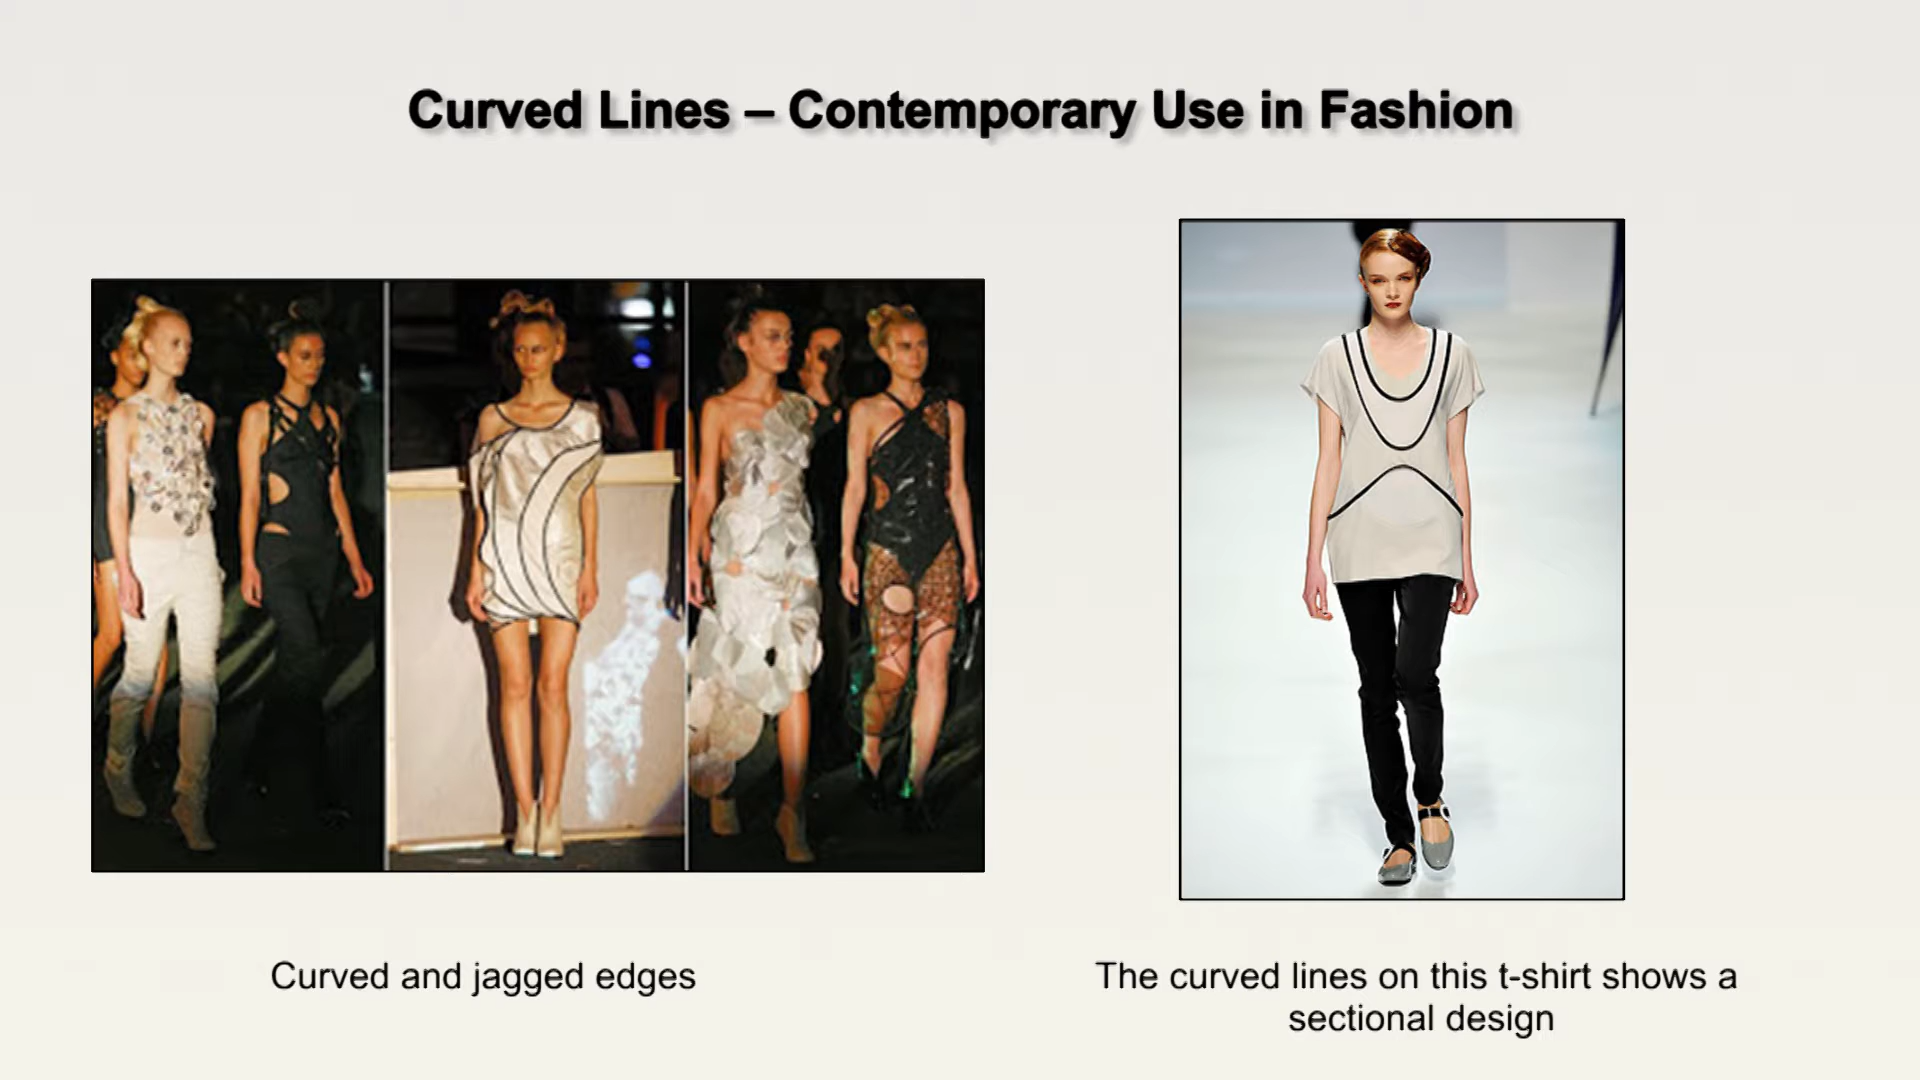 Curved Lines – Contemporary Use in Fashion
Curved and jagged edges
The curved lines on this t-shirt shows a
sectional design